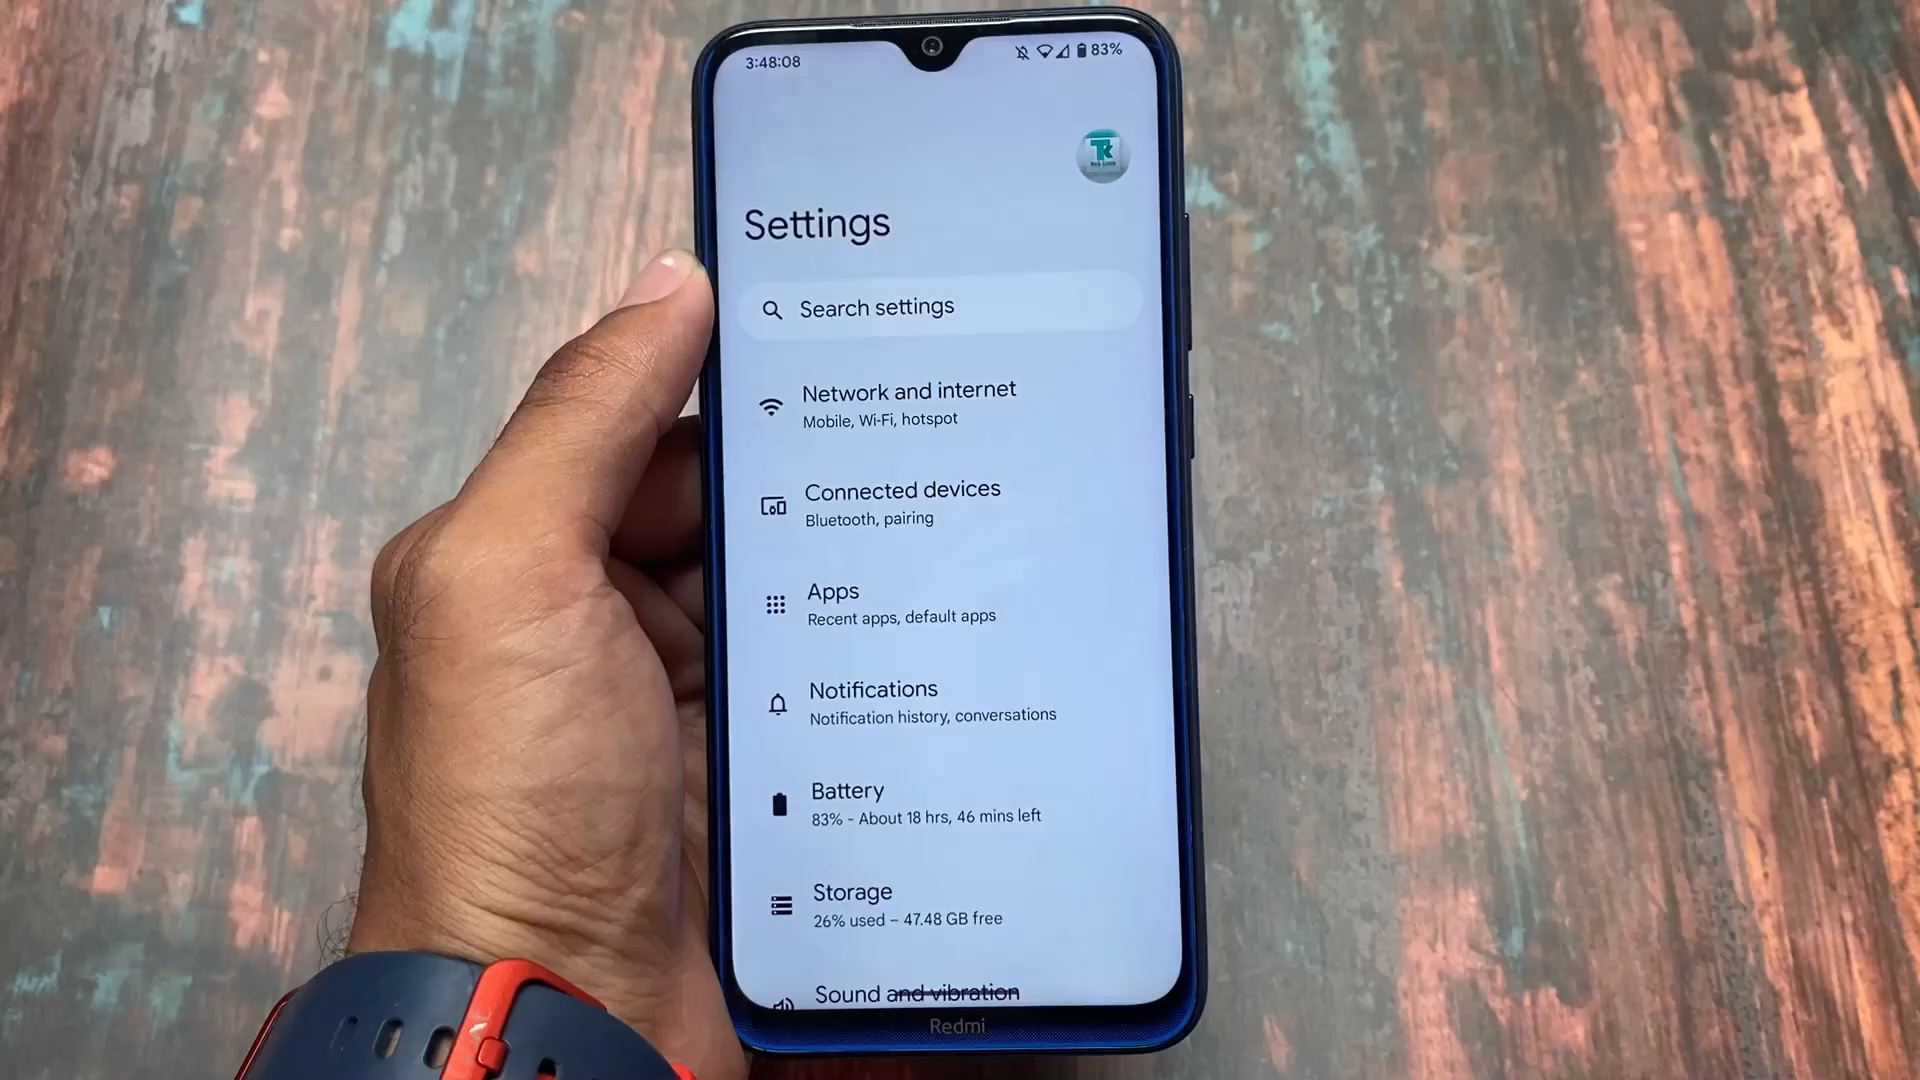 3:48:08
83%
TK
Settings
Search settings
Network and internet
Mobile, Wi-Fi, hotspot
Connected devices
Bluetooth, pairing
Apps
Recent apps, default apps
Notifications
Notification history, conversations
Battery
83% - About 18 hrs, 46 mins left
Storage
26% used – 47.48 GB free
Sound and vibration
Redmi